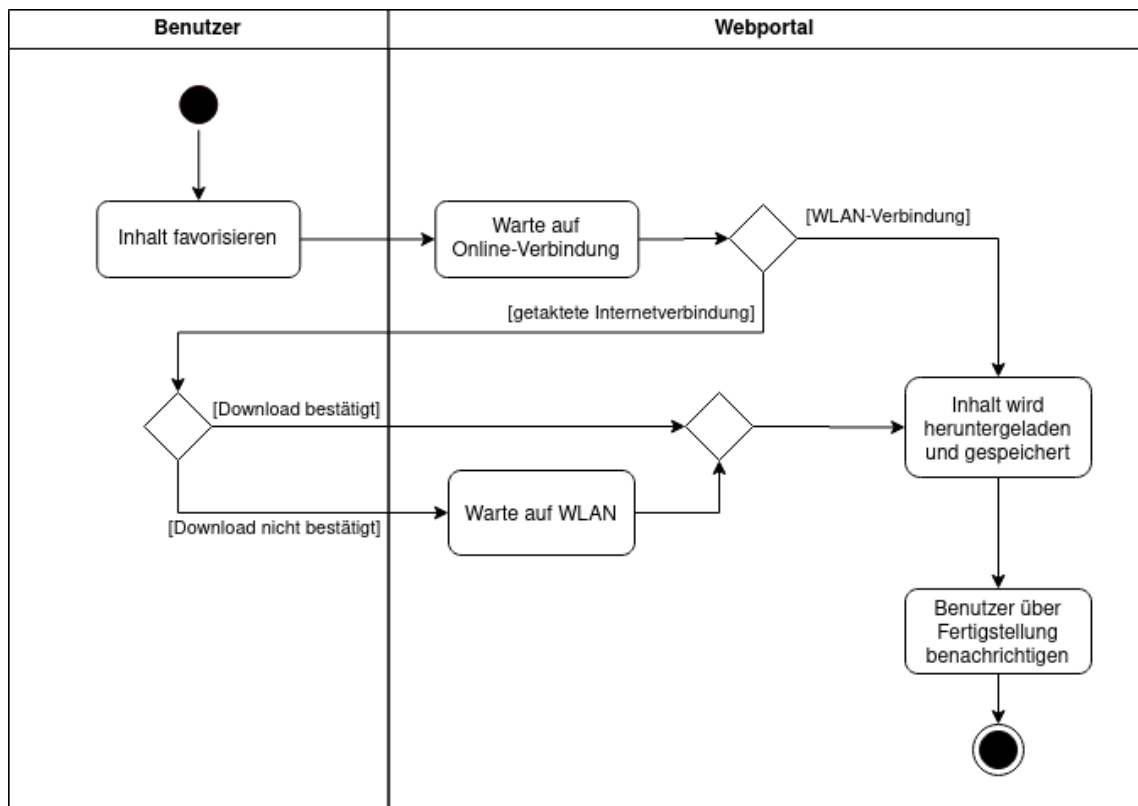 Benutzer
Webportal
Inhalt favorisieren
Warte auf
Online-Verbindung
[WLAN-Verbindung]
[getaktete Internetverbindung]
[Download bestätigt]
Inhalt wird
heruntergeladen
und gespeichert
[Download nicht bestätigt]
Warte auf WLAN
Benutzer über
Fertigstellung
benachrichtigen